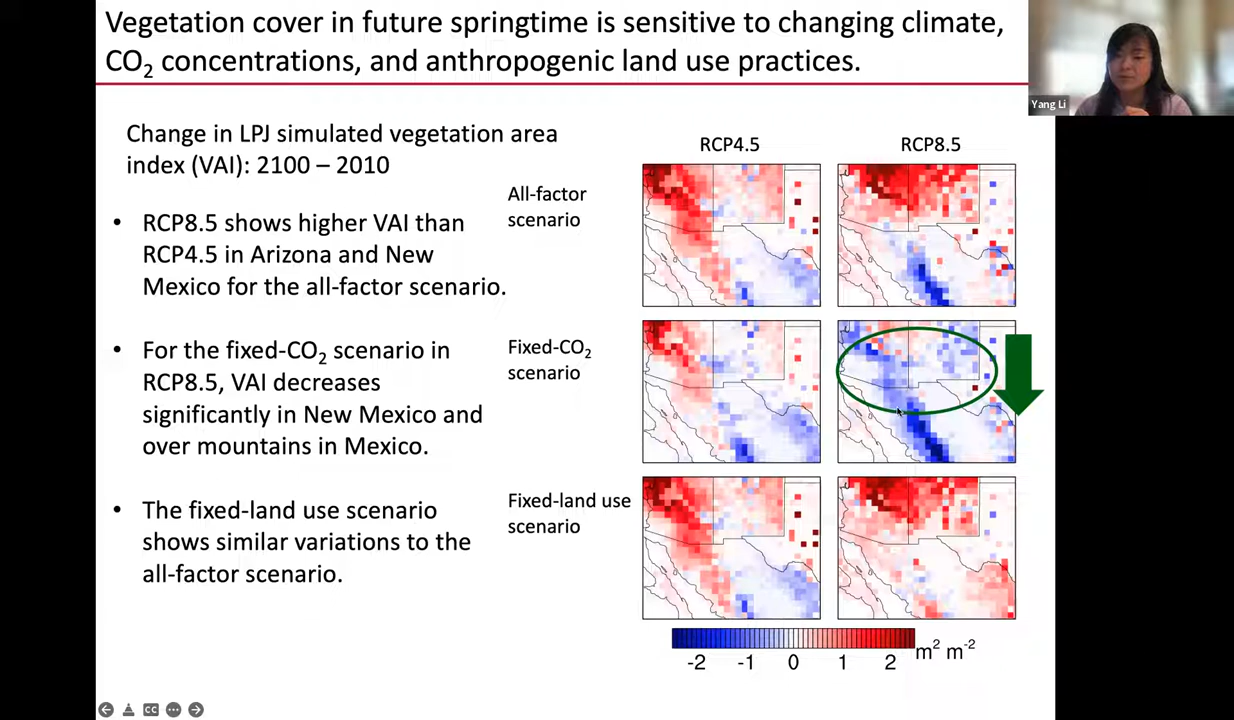 Vegetation cover in future springtime is sensitive to changing climate,
CO₂ concentrations, and anthropogenic land use practices.
Yang Li
Change in LPJ simulated vegetation area
index (VAI): 2100 – 2010
• RCP8.5 shows higher VAI than
RCP4.5 in Arizona and New
Mexico for the all-factor scenario.
• For the fixed-CO₂ scenario in
RCP8.5, VAI decreases
significantly in New Mexico and
over mountains in Mexico.
• The fixed-land use scenario
shows similar variations to the
all-factor scenario.
RCP4.5
RCP8.5
All-factor
scenario
Fixed-CO₂
scenario
Fixed-land use
scenario
-2 -1 0 1 2
m² m⁻²
CC